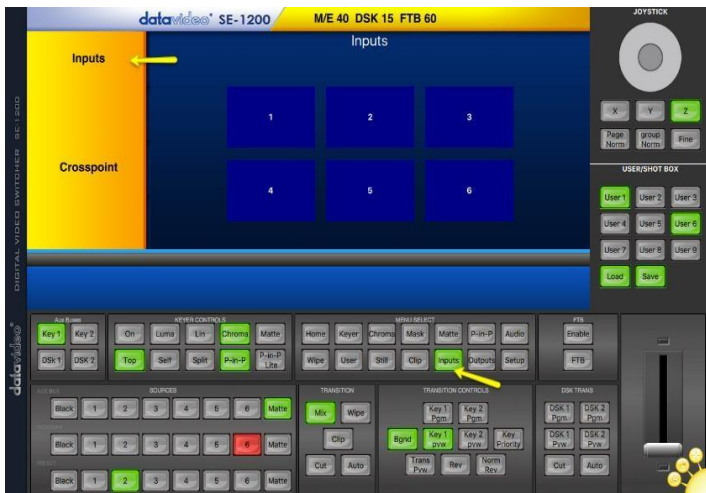 datavideo SE-1200 M/E 40 DSK 15 FTB 60
JOYSTICK
Inputs
Inputs
Crosspoint
1 2 3
4 5 6
X Y Z
Page Norm group Norm Fine
USER/SHOT BOX
User 1 User 2 User 3
User 4 User 5 User 6
User 7 User 8 User 9
Load Save
DIGITAL VIDEO SWITCHER SE-1200
datavideo
Aux Buses
Key 1 Key 2
DSK 1 DSK 2
KEYER CONTROLS
On Luma Lin Chroma Matte
Top Self Split P-in-P P-in-P Lite
MENU SELECT
Home Keyer Chroma Mask Matte P-in-P Audio
Wipe User Still Clip Inputs Outputs Setup
FTB
Enable
FTB
AUX BUS
SOURCES
Black 1 2 3 4 5 6 Matte
Black 1 2 3 4 5 6 Matte
Black 1 2 3 4 5 6 Matte
TRANSITION
Mix Wipe
Clip
Cut Auto
TRANSITION CONTROLS
Key 1 Pgm Key 2 Pgm
Bgnd Key 1 pvw Key 2 pvw Key Priority
Trans Pvw Rev Norm Rev
DSK TRANS
DSK 1 Pgm DSK 2 Pgm
DSK 1 Pvw DSK 2 Pvw
Cut Auto